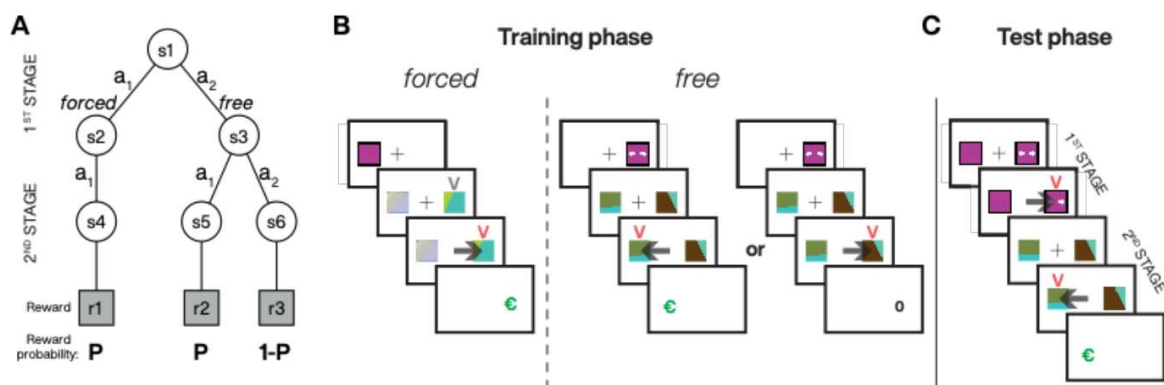 A
1ST STAGE
2ND STAGE
s1
a1
a2
forced
free
s2
s3
a1
a1
a2
s4
s5
s6
Reward
r1
r2
r3
Reward
probability:
P
P
1-P
B
Training phase
forced
free
+
+
+
V
+
+
+
V
V
V
or
€
€
0
C
Test phase
+
1ST STAGE
V
+
2ND STAGE
V
€